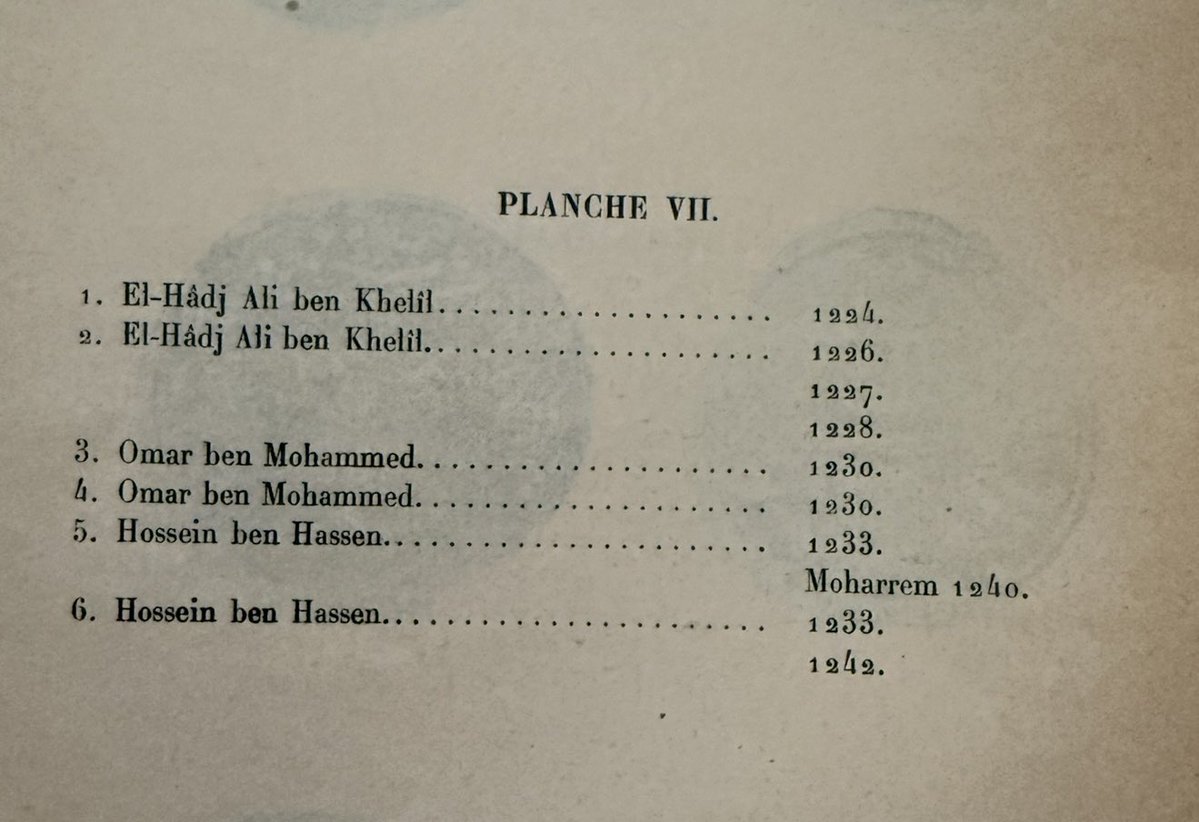 PLANCHE VII.
1. El-Hâdj Ali ben Khelîl.................... 1224.
2. El-Hâdj Ali ben Khelîl.................... 1226.
1227.
1228.
3. Omar ben Mohammed..................... 1230.
4. Omar ben Mohammed..................... 1230.
5. Hossein ben Hassen....................... 1233.
Moharrem 1240.
6. Hossein ben Hassen....................... 1233.
1242.